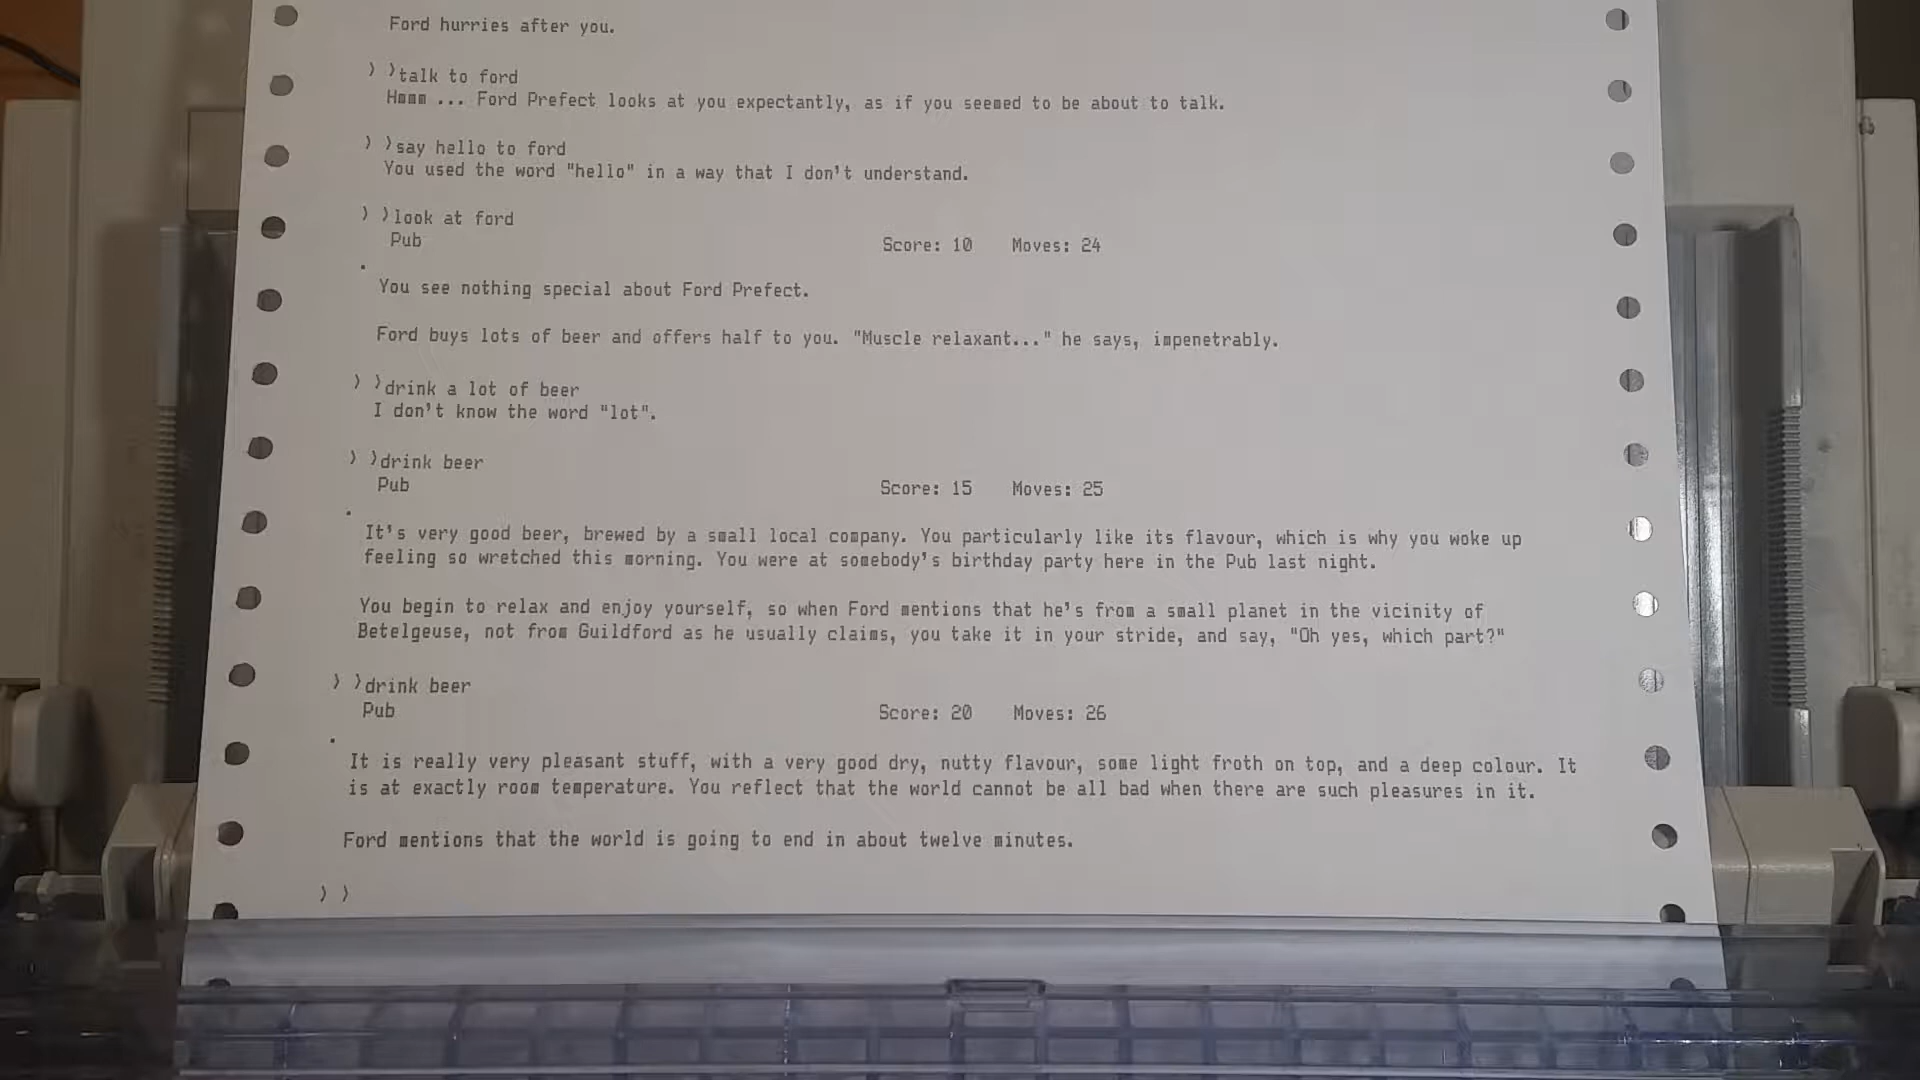 Ford hurries after you.
> >talk to ford
Hmmm ... Ford Prefect looks at you expectantly, as if you seemed to be about to talk.
> >say hello to ford
You used the word "hello" in a way that I don't understand.
> >look at ford
Pub Score: 10 Moves: 24
.
You see nothing special about Ford Prefect.
Ford buys lots of beer and offers half to you. "Muscle relaxant..." he says, impenetrably.
> >drink a lot of beer
I don't know the word "lot".
> >drink beer
Pub Score: 15 Moves: 25
.
It's very good beer, brewed by a small local company. You particularly like its flavour, which is why you woke up
feeling so wretched this morning. You were at somebody's birthday party here in the Pub last night.
You begin to relax and enjoy yourself, so when Ford mentions that he's from a small planet in the vicinity of
Betelgeuse, not from Guildford as he usually claims, you take it in your stride, and say, "Oh yes, which part?"
> >drink beer
Pub Score: 20 Moves: 26
.
It is really very pleasant stuff, with a very good dry, nutty flavour, some light froth on top, and a deep colour. It
is at exactly room temperature. You reflect that the world cannot be all bad when there are such pleasures in it.
Ford mentions that the world is going to end in about twelve minutes.
> >